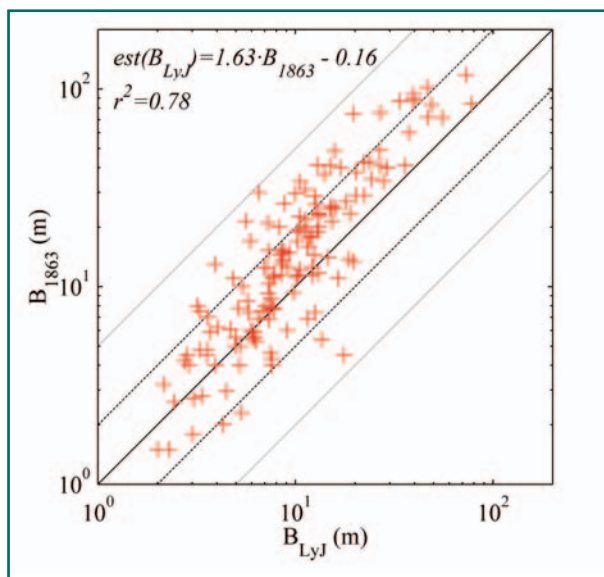 est(B_LyJ)=1.63·B_1863 - 0.16
r²=0.78
10²
10¹
10⁰
B_1863 (m)
10⁰ 10¹ 10²
B_LyJ (m)